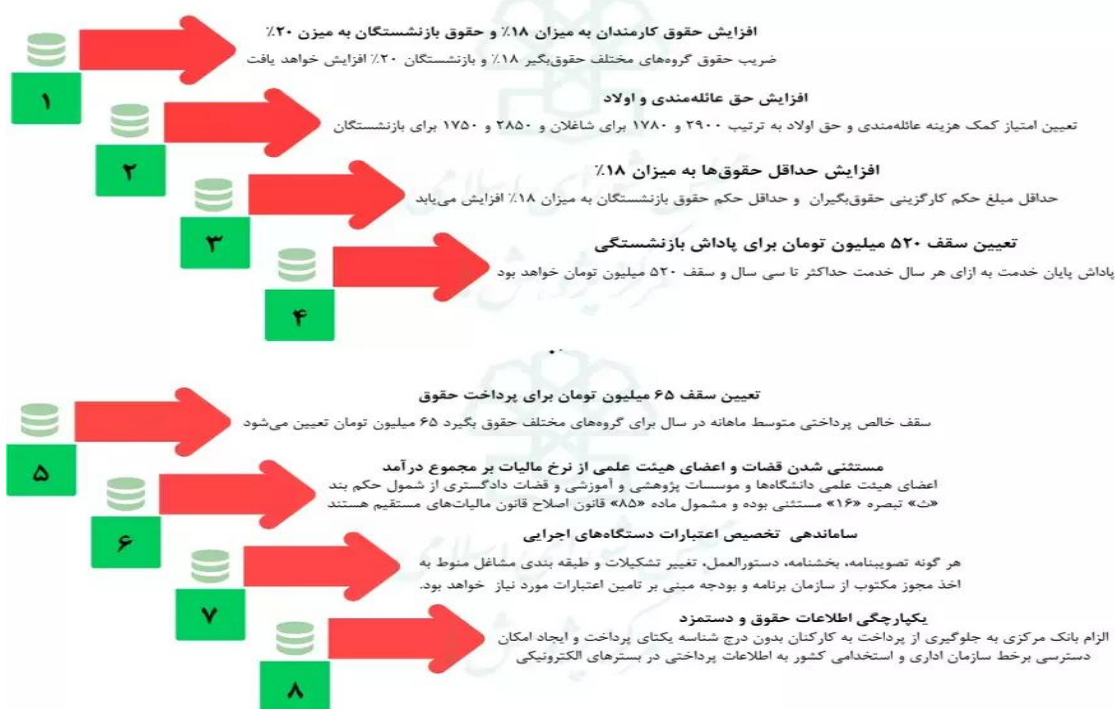 افزایش حقوق کارمندان به میزان ۱۸٪ و حقوق بازنشستگان به میزن ۲۰٪
ضریب حقوق گروه‌های مختلف حقوق‌بگیر ۱۸٪ و بازنشستگان ۲۰٪ افزایش خواهد یافت
۱
افزایش حق عائله‌مندی و اولاد
تعیین امتیاز کمک هزینه عائله‌مندی و حق اولاد به ترتیب ۲۹۰۰ و ۱۷۸۰ برای شاغلان و ۲۸۵۰ و ۱۷۵۰ برای بازنشستگان
۲
افزایش حداقل حقوق‌ها به میزان ۱۸٪
حداقل مبلغ حکم کارگزینی حقوق‌بگیران و حداقل حکم حقوق بازنشستگان به میزان ۱۸٪ افزایش می‌یابد
۳
تعیین سقف ۵۲۰ میلیون تومان برای پاداش بازنشستگی
پاداش پایان خدمت به ازای هر سال خدمت حداکثر تا سی سال و سقف ۵۲۰ میلیون تومان خواهد بود
۴
تعیین سقف ۶۵ میلیون تومان برای پرداخت حقوق
سقف خالص پرداختی متوسط ماهانه در سال برای گروه‌های مختلف حقوق بگیرد ۶۵ میلیون تومان تعیین می‌شود
۵
مستثنی شدن قضات و اعضای هیئت علمی از نرخ مالیات بر مجموع درآمد
اعضای هیئت علمی دانشگاه‌ها و موسسات پژوهشی و آموزشی و قضات دادگستری از شمول حکم بند
«ث» تبصره «۱۶» مستثنی بوده و مشمول ماده «۸۵» قانون اصلاح قانون مالیات‌های مستقیم هستند
۶
ساماندهی تخصیص اعتبارات دستگاه‌های اجرایی
هر گونه تصویبنامه، بخشنامه، دستورالعمل، تغییر تشکیلات و طبقه بندی مشاغل منوط به
اخذ مجوز مکتوب از سازمان برنامه و بودجه مبنی بر تامین اعتبارات مورد نیاز خواهد بود.
۷
یکپارچگی اطلاعات حقوق و دستمزد
الزام بانک مرکزی به جلوگیری از پرداخت به کارکنان بدون درج شناسه یکتای پرداخت و ایجاد امکان
دسترسی برخط سازمان اداری و استخدامی کشور به اطلاعات پرداختی در بسترهای الکترونیکی
۸